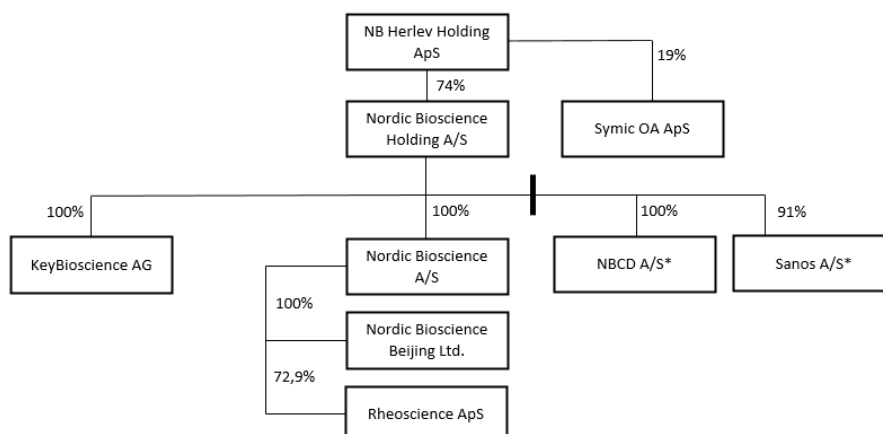 NB Herlev Holding
ApS
19%
74%
Nordic Bioscience
Holding A/S
Symic OA ApS
100%
100%
100%
91%
KeyBioscience AG
Nordic Bioscience
A/S
NBCD A/S*
Sanos A/S*
100%
Nordic Bioscience
Beijing Ltd.
72,9%
Rheoscience ApS